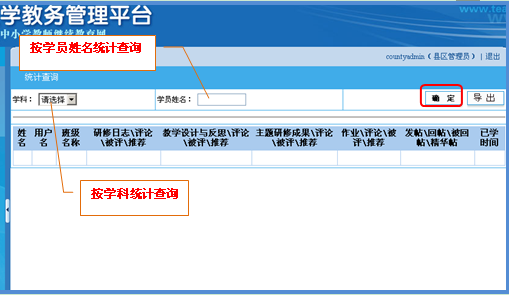 学教务管理平台
www.tea
中小学教师继续教育网
按学员姓名统计查询
countyadmin（县区管理员）| 退出
统计查询
学科： 请选择 学员姓名： 确 定 导 出
姓名 用户名 班级名称 研修日志\评论\被评\推荐 教学设计与反思\评论\被评\推荐 主题研修成果\评论\被评\推荐 作业\评论\被评\推荐 发帖\回帖\被回帖\精华帖 已学时间
按学科统计查询